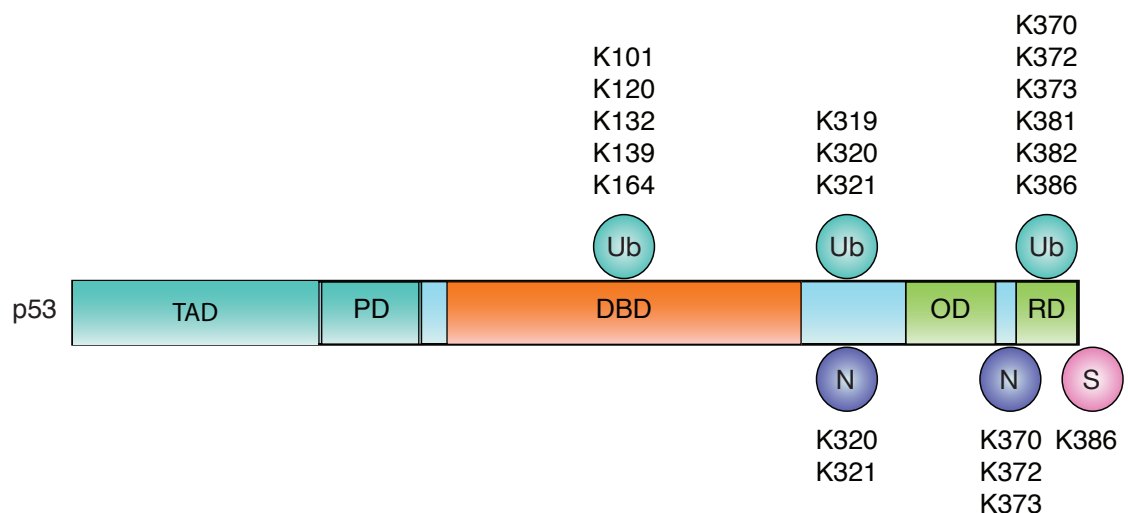 K101
K120
K132
K139
K164
Ub
K319
K320
K321
Ub
K370
K372
K373
K381
K382
K386
Ub
p53
TAD
PD
DBD
OD
RD
N
K320
K321
N
K370
K372
K373
S
K386